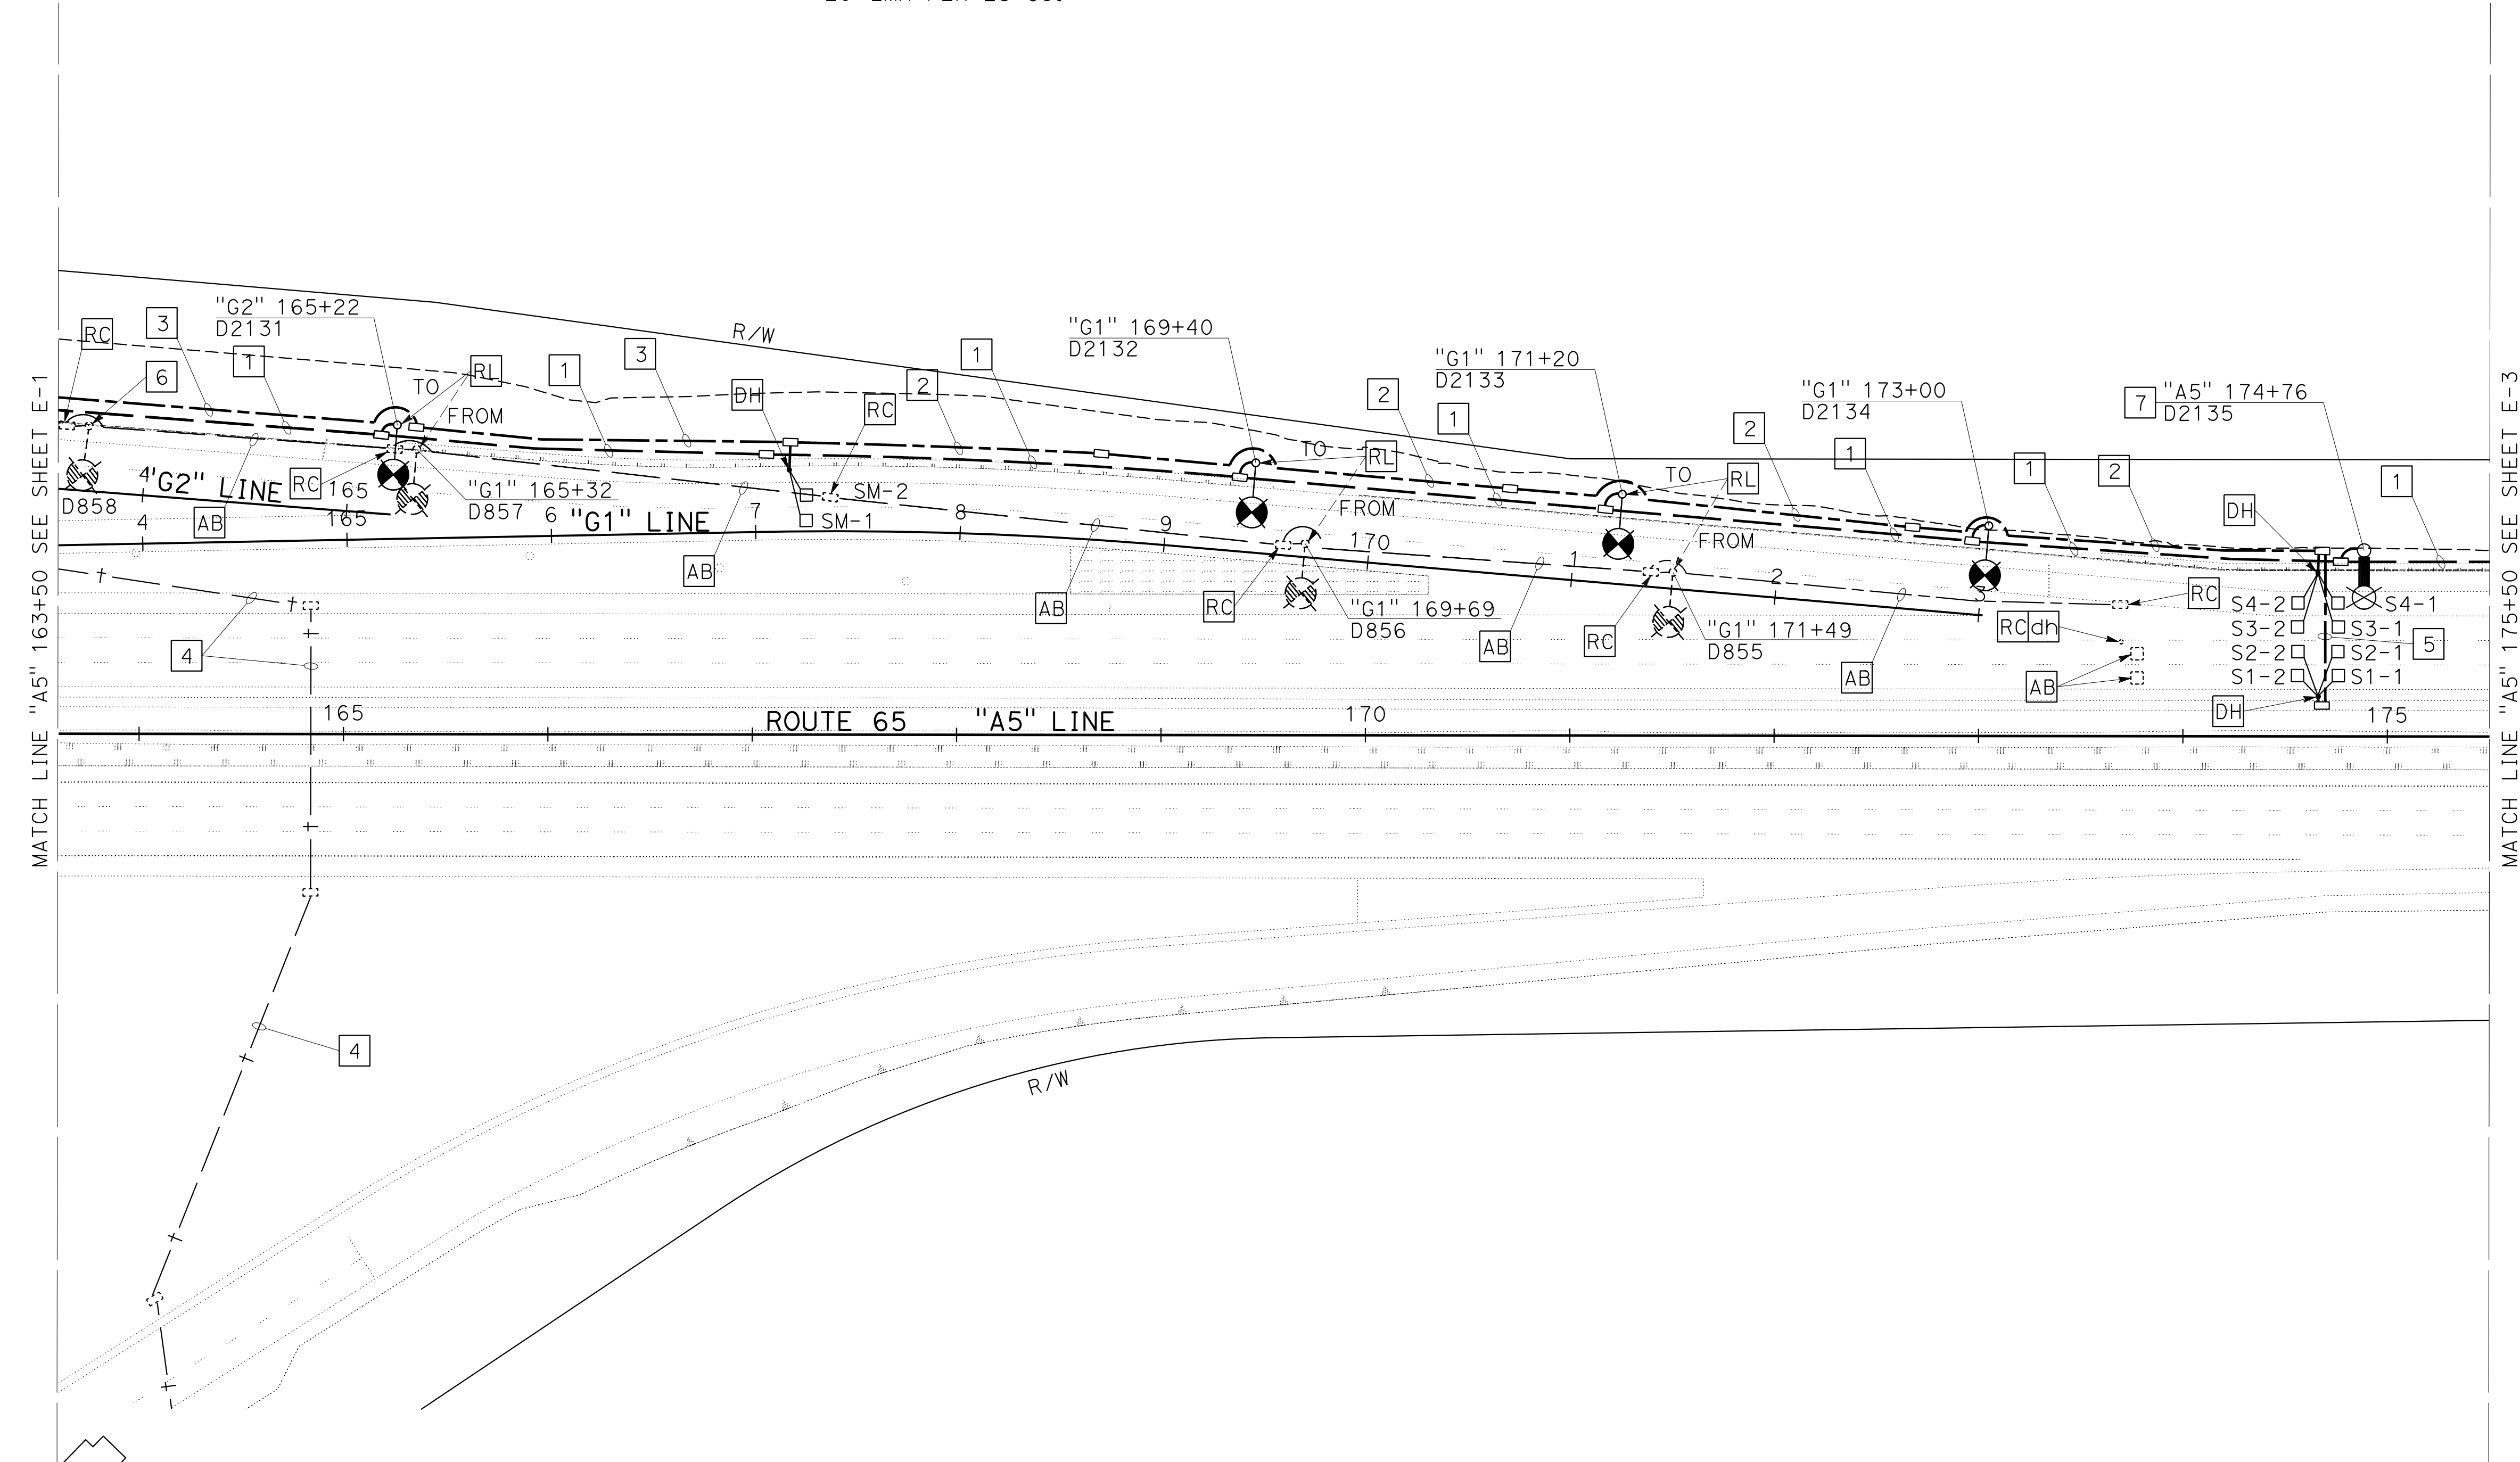 "G2" 165+22
D2131
RC
3
1
6
TO
RL
FROM
1
3
R/W
DH
2
RC
1
"G1" 169+40
D2132
TO
RL
FROM
2
1
"G1" 171+20
D2133
TO
RL
FROM
2
1
"G1" 173+00
D2134
1
2
7
"A5" 174+76
D2135
DH
1
MATCH LINE "A5" 163+50 SEE SHEET E-1
MATCH LINE "A5" 175+50 SEE SHEET E-3
D858
4
"G2" LINE
AB
RC
165
"G1" 165+32
D857
SM-2
SM-1
4
165
6
"G1" LINE
7
8
9
170
1
2
3
AB
AB
RC
"G1" 169+69
D856
AB
RC
"G1" 171+49
D855
AB
RC dh
AB
RC
S4-2
S4-1
S3-2
S3-1
S2-2
S2-1
S1-2
S1-1
5
DH
4
165
ROUTE 65 "A5" LINE
170
175
4
R/W